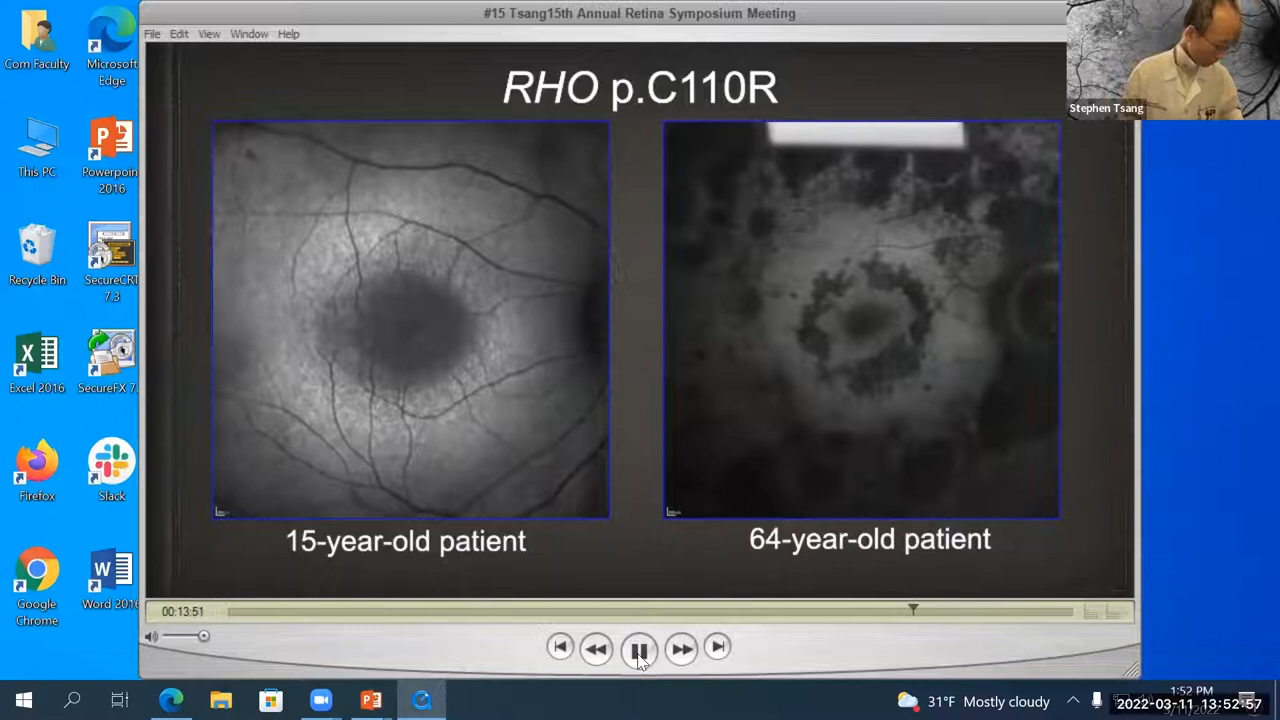 #15 Tsang15th Annual Retina Symposium Meeting
File Edit View Window Help
RHO p.C110R
15-year-old patient
64-year-old patient
00:13:51
Stephen Tsang
Com Faculty
Microsoft
Edge
This PC
Powerpoint
2016
Recycle Bin
SecureCRT
7.3
Excel 2016
SecureFX 7.
Firefox
Slack
Google
Chrome
Word 2016
31°F Mostly cloudy
1:52 PM
2022-03-11 13:52:57